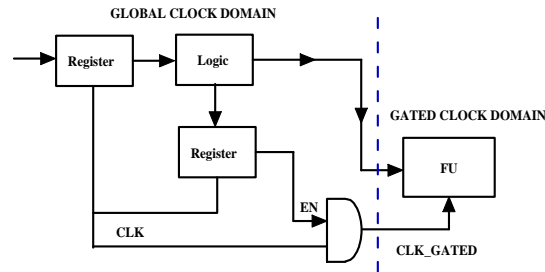 GLOBAL CLOCK DOMAIN
Register
Logic
GATED CLOCK DOMAIN
Register
FU
EN
CLK
CLK_GATED